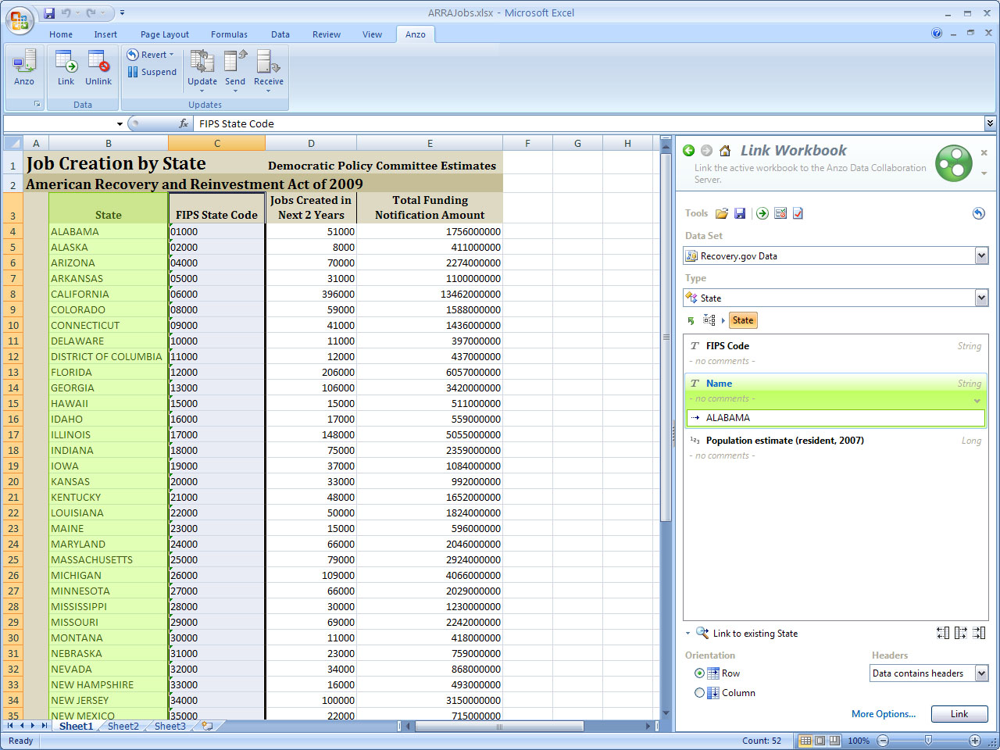 ARRAJobs.xlsx - Microsoft Excel
Home Insert Page Layout Formulas Data Review View Anzo
Anzo Link Unlink Revert Suspend Update Send Receive
Data Updates
fx FIPS State Code
A B C D E F G H
1 Job Creation by State Democratic Policy Committee Estimates
2 American Recovery and Reinvestment Act of 2009
3 State FIPS State Code Jobs Created in Next 2 Years Total Funding Notification Amount
4 ALABAMA 01000 51000 1756000000
5 ALASKA 02000 8000 411000000
6 ARIZONA 04000 70000 2274000000
7 ARKANSAS 05000 31000 1100000000
8 CALIFORNIA 06000 396000 13462000000
9 COLORADO 08000 59000 1588000000
10 CONNECTICUT 09000 41000 1436000000
11 DELAWARE 10000 11000 397000000
12 DISTRICT OF COLUMBIA 11000 12000 437000000
13 FLORIDA 12000 206000 6057000000
14 GEORGIA 13000 106000 3420000000
15 HAWAII 15000 15000 511000000
16 IDAHO 16000 17000 559000000
17 ILLINOIS 17000 148000 5055000000
18 INDIANA 18000 75000 2359000000
19 IOWA 19000 37000 1084000000
20 KANSAS 20000 33000 992000000
21 KENTUCKY 21000 48000 1652000000
22 LOUISIANA 22000 50000 1824000000
23 MAINE 23000 15000 596000000
24 MARYLAND 24000 66000 2046000000
25 MASSACHUSETTS 25000 79000 2924000000
26 MICHIGAN 26000 109000 4066000000
27 MINNESOTA 27000 66000 2029000000
28 MISSISSIPPI 28000 30000 1230000000
29 MISSOURI 29000 69000 2242000000
30 MONTANA 30000 11000 418000000
31 NEBRASKA 31000 23000 759000000
32 NEVADA 32000 34000 868000000
33 NEW HAMPSHIRE 33000 16000 493000000
34 NEW JERSEY 34000 100000 3150000000
35 NEW MEXICO 35000 22000 715000000
Sheet1 Sheet2 Sheet3
Ready Count: 52 100%
Link Workbook
Link the active workbook to the Anzo Data Collaboration
Server.
Tools
Data Set
Recovery.gov Data
Type
State
State
FIPS Code String
- no comments -
Name String
- no comments -
ALABAMA
Population estimate (resident, 2007) Long
- no comments -
Link to existing State
Orientation Headers
Row Data contains headers
Column
More Options... Link